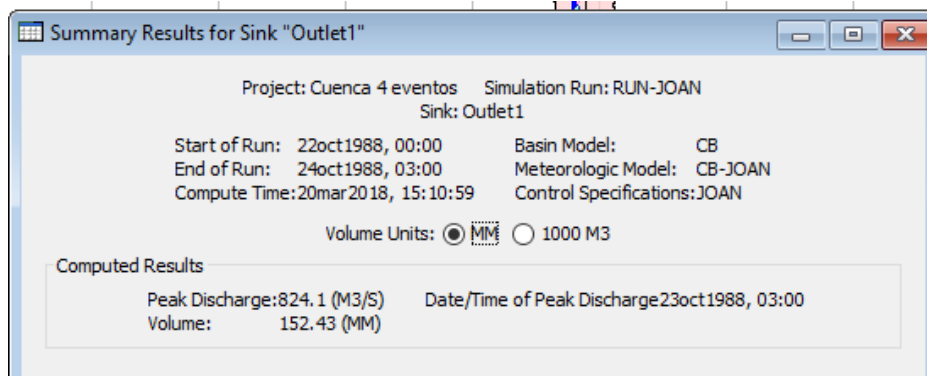 Summary Results for Sink "Outlet1"
Project: Cuenca 4 eventos Simulation Run: RUN-JOAN
Sink: Outlet1
Start of Run: 22oct1988, 00:00 Basin Model: CB
End of Run: 24oct1988, 03:00 Meteorologic Model: CB-JOAN
Compute Time:20mar2018, 15:10:59 Control Specifications:JOAN
Volume Units: MM 1000 M3
Computed Results
Peak Discharge:824.1 (M3/S) Date/Time of Peak Discharge23oct1988, 03:00
Volume: 152.43 (MM)